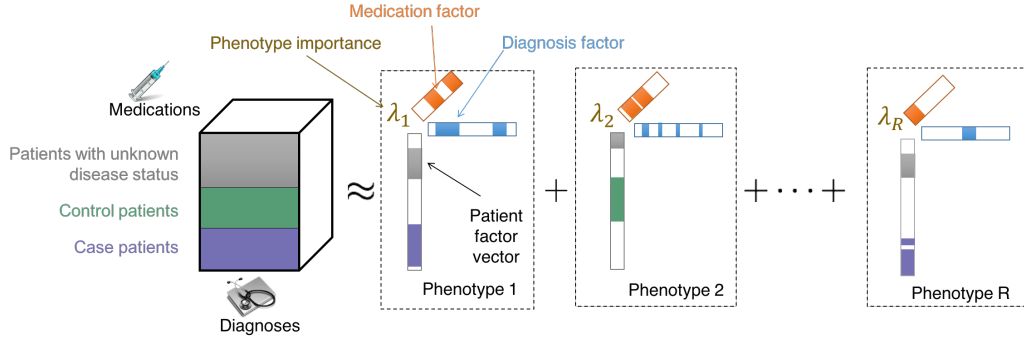 Medication factor
Phenotype importance
Diagnosis factor
Medications
λ1
λ2
λR
Patients with unknown
disease status
Control patients
Case patients
≈
+
+ ··· +
Patient
factor
vector
Phenotype 1
Phenotype 2
Phenotype R
Diagnoses